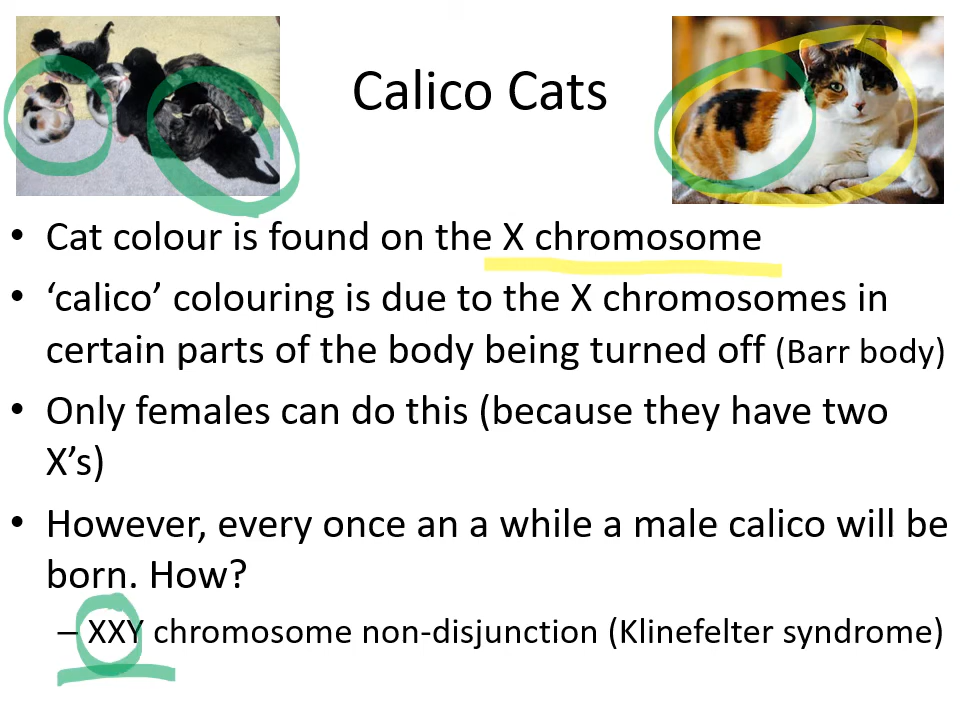 Calico Cats
• Cat colour is found on the X chromosome
• ‘calico’ colouring is due to the X chromosomes in
certain parts of the body being turned off (Barr body)
• Only females can do this (because they have two
X’s)
• However, every once an a while a male calico will be
born. How?
– XXY chromosome non-disjunction (Klinefelter syndrome)